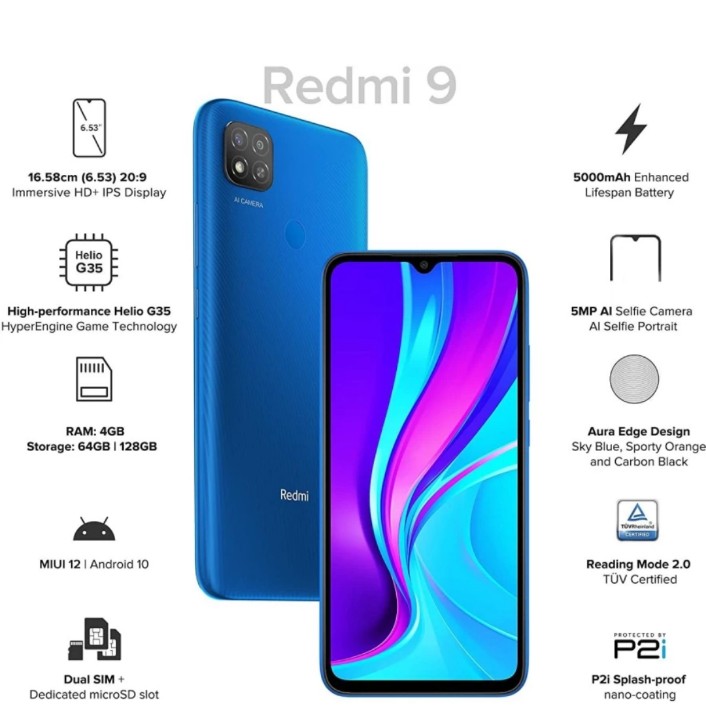 Redmi 9
6.53"
16.58cm (6.53) 20:9
Immersive HD+ IPS Display
Helio
G35
High-performance Helio G35
HyperEngine Game Technology
RAM: 4GB
Storage: 64GB | 128GB
MIUI 12 | Android 10
Dual SIM +
Dedicated microSD slot
AI CAMERA
Redmi
5000mAh Enhanced
Lifespan Battery
5MP AI Selfie Camera
AI Selfie Portrait
Aura Edge Design
Sky Blue, Sporty Orange
and Carbon Black
TÜVRheinland
CERTIFIED
Reading Mode 2.0
TÜV Certified
PROTECTED BY
P2i
P2i Splash-proof
nano-coating